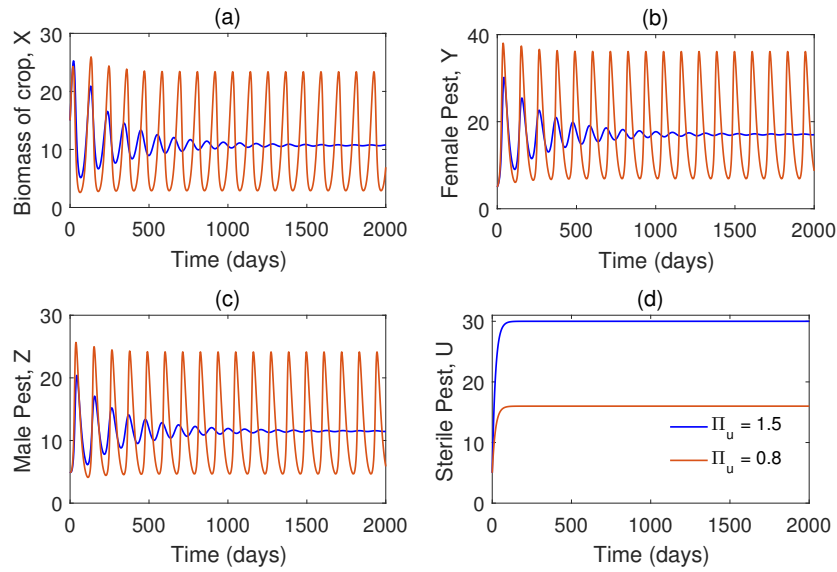 (a)
Biomass of crop, X
30
20
10
0
0 500 1000 1500 2000
Time (days)
(b)
Female Pest, Y
40
20
0
0 500 1000 1500 2000
Time (days)
(c)
Male Pest, Z
30
20
10
0
0 500 1000 1500 2000
Time (days)
(d)
Sterile Pest, U
30
20
10
0
0 500 1000 1500 2000
Time (days)
Π_u = 1.5
Π_u = 0.8